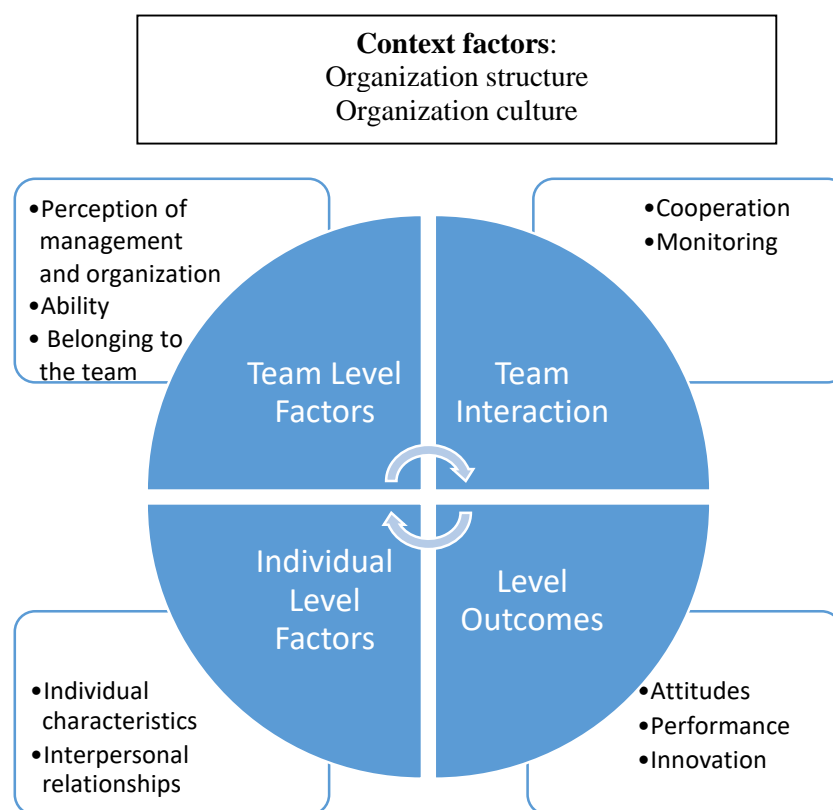 Context factors:
Organization structure
Organization culture
•Perception of
management
and organization
•Ability
• Belonging to
the team
•Cooperation
•Monitoring
Team Level
Factors
Team
Interaction
Individual
Level
Factors
Level
Outcomes
•Individual
characteristics
•Interpersonal
relationships
•Attitudes
•Performance
•Innovation